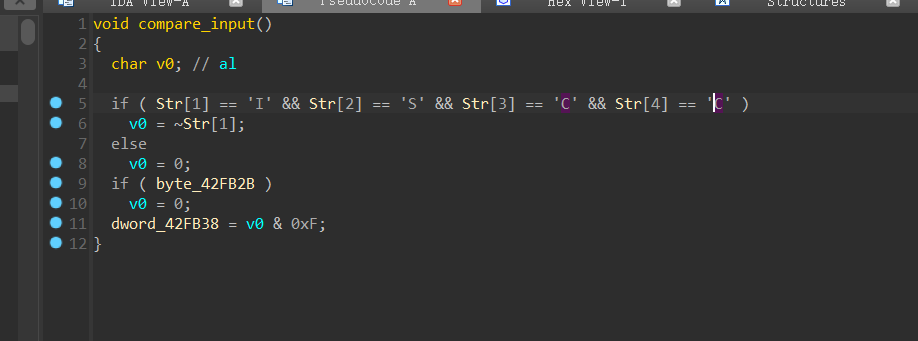 IDA View-A Pseudocode-A Hex View-1 Structures
1 void compare_input()
2 {
3 char v0; // al
4
5 if ( Str[1] == 'I' && Str[2] == 'S' && Str[3] == 'C' && Str[4] == 'C' )
6 v0 = ~Str[1];
7 else
8 v0 = 0;
9 if ( byte_42FB2B )
10 v0 = 0;
11 dword_42FB38 = v0 & 0xF;
12 }